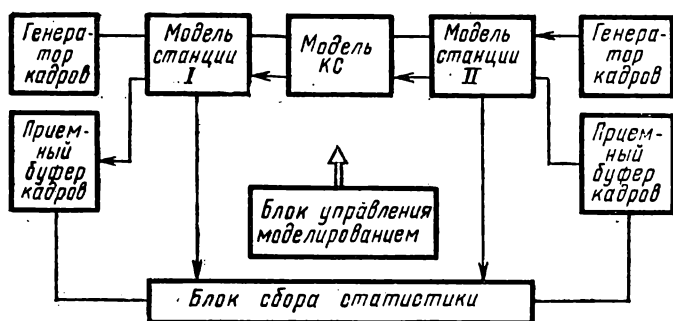 Генера-
тор
кадров
Модель
станции
I
Модель
КС
Модель
станции
II
Генера-
тор
кадров
Прием-
ный
буфер
кадров
Прием-
ный
буфер
кадров
Блок управления
моделированием
Блок сбора статистики